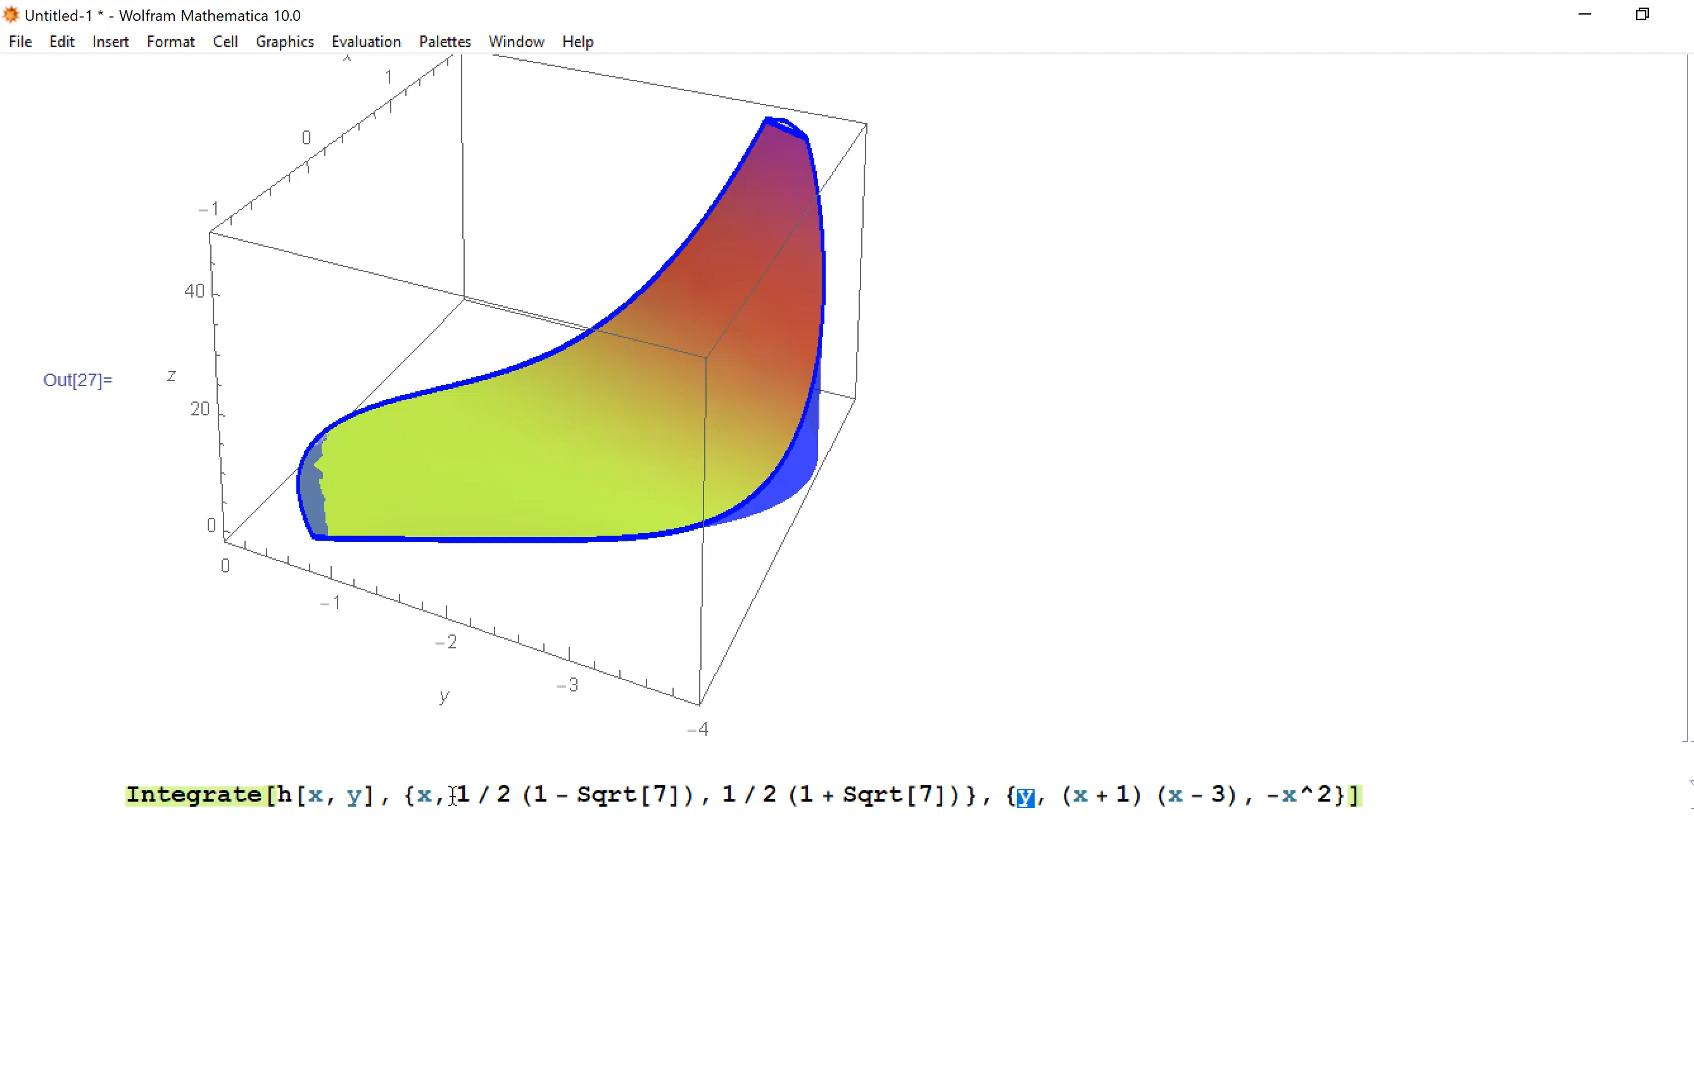 Untitled-1 * - Wolfram Mathematica 10.0
File Edit Insert Format Cell Graphics Evaluation Palettes Window Help
x
1
0
-1
40
Out[27]=
z
20
0
0
-1
-2
-3
y
-4
Integrate[h[x, y], {x, 1/2 (1 - Sqrt[7]), 1/2 (1 + Sqrt[7])}, {y, (x + 1) (x - 3), -x^2}]